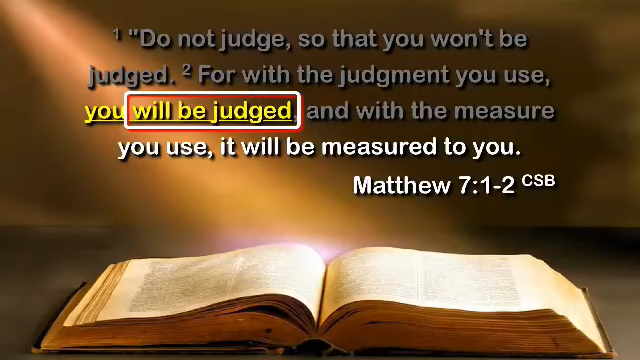 ¹ "Do not judge, so that you won't be
judged. ² For with the judgment you use,
you will be judged, and with the measure
you use, it will be measured to you.
Matthew 7:1-2 CSB